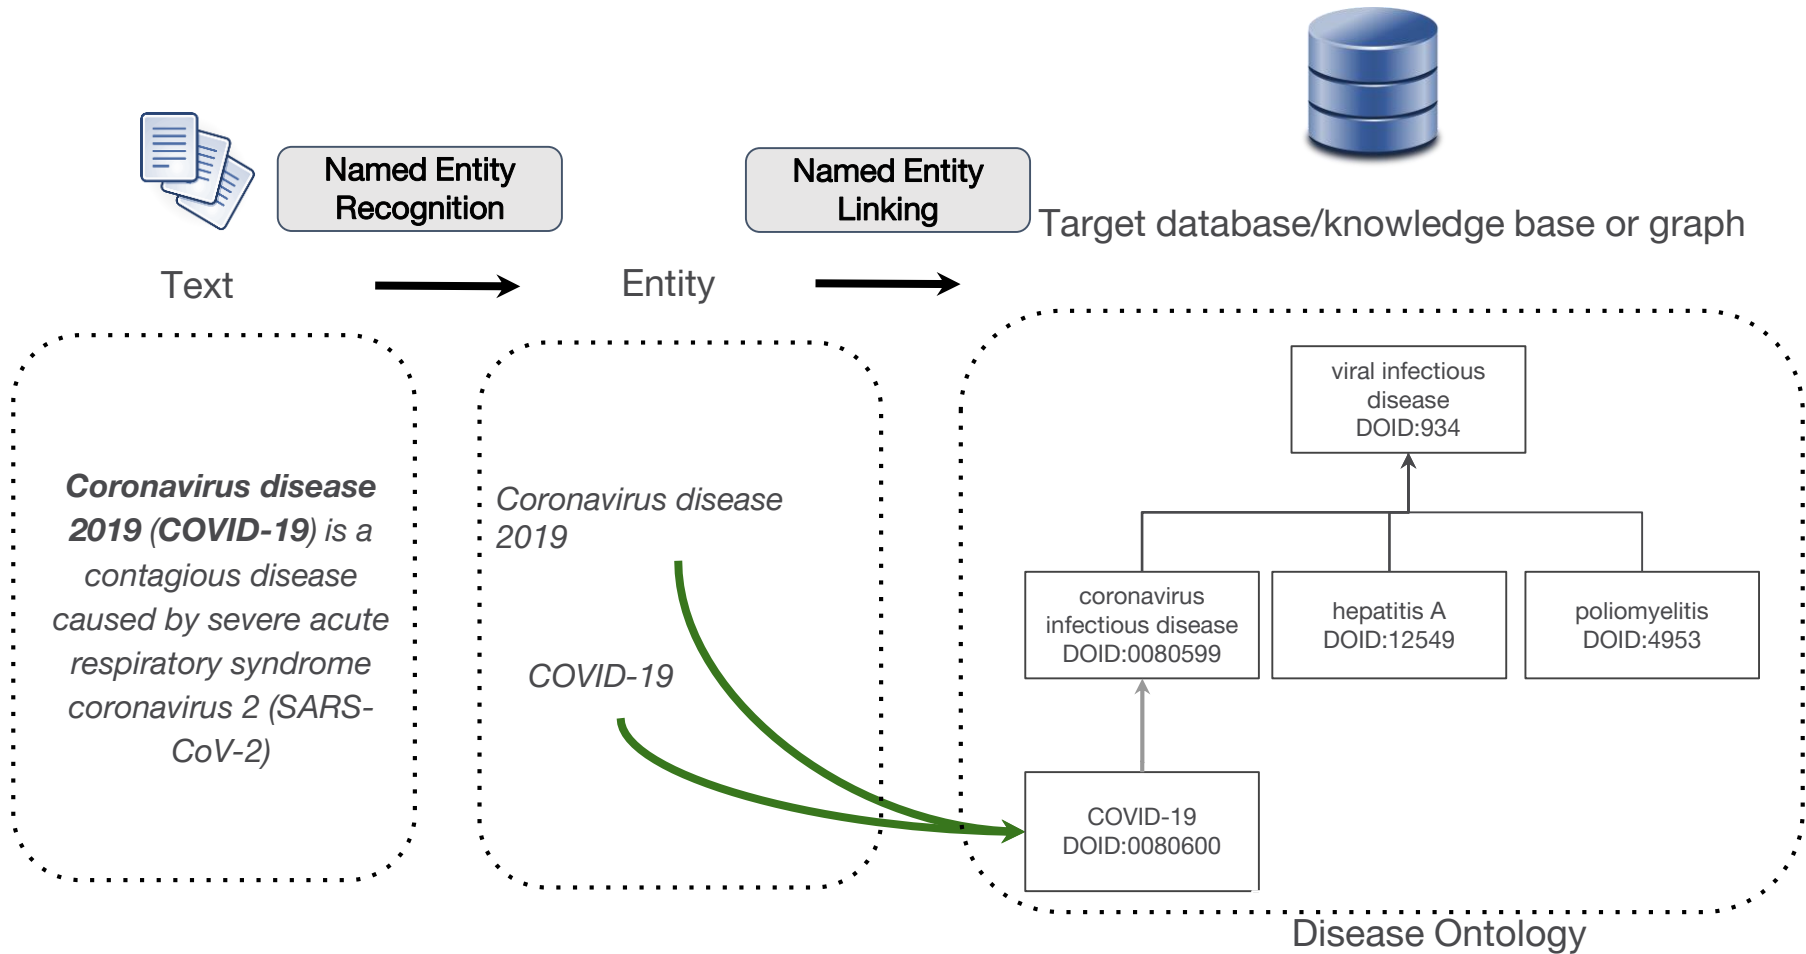 Named Entity
Recognition
Named Entity
Linking
Target database/knowledge base or graph
Text
Entity
Coronavirus disease
2019 (COVID-19) is a
contagious disease
caused by severe acute
respiratory syndrome
coronavirus 2 (SARS-
CoV-2)
Coronavirus disease
2019
COVID-19
viral infectious
disease
DOID:934
coronavirus
infectious disease
DOID:0080599
hepatitis A
DOID:12549
poliomyelitis
DOID:4953
COVID-19
DOID:0080600
Disease Ontology